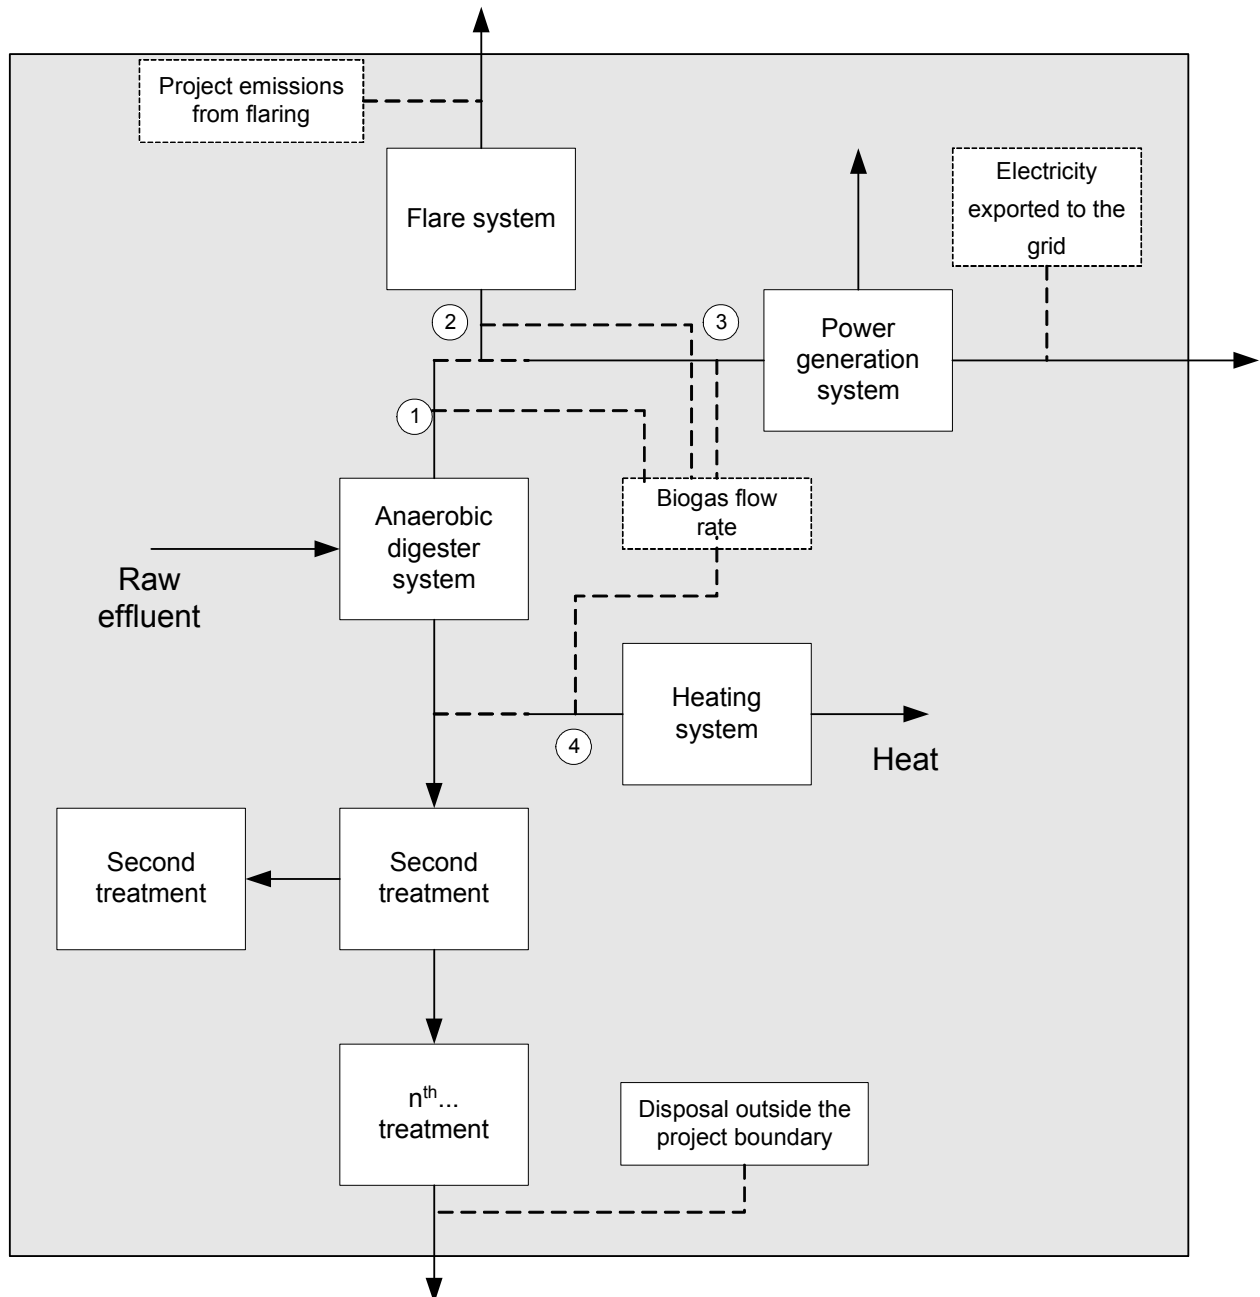 Project emissions
from flaring
Flare system
Electricity
exported to the
grid
2
3
Power
generation
system
1
Biogas flow
rate
Anaerobic
digester
system
Raw
effluent
Heating
system
4
Heat
Second
treatment
Second
treatment
nth...
treatment
Disposal outside the
project boundary